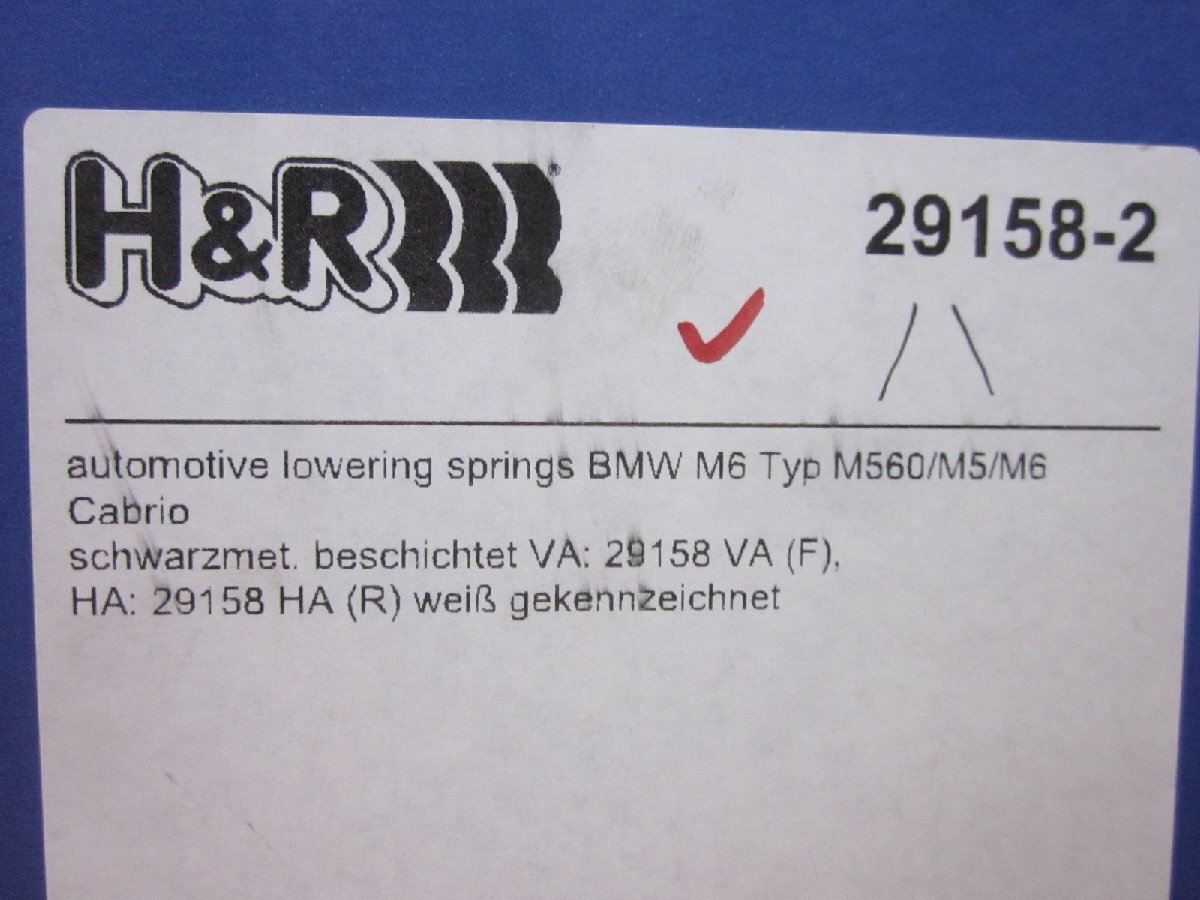 H&R®
29158-2
automotive lowering springs BMW M6 Typ M560/M5/M6
Cabrio
schwarzmet. beschichtet VA: 29158 VA (F),
HA: 29158 HA (R) weiß gekennzeichnet